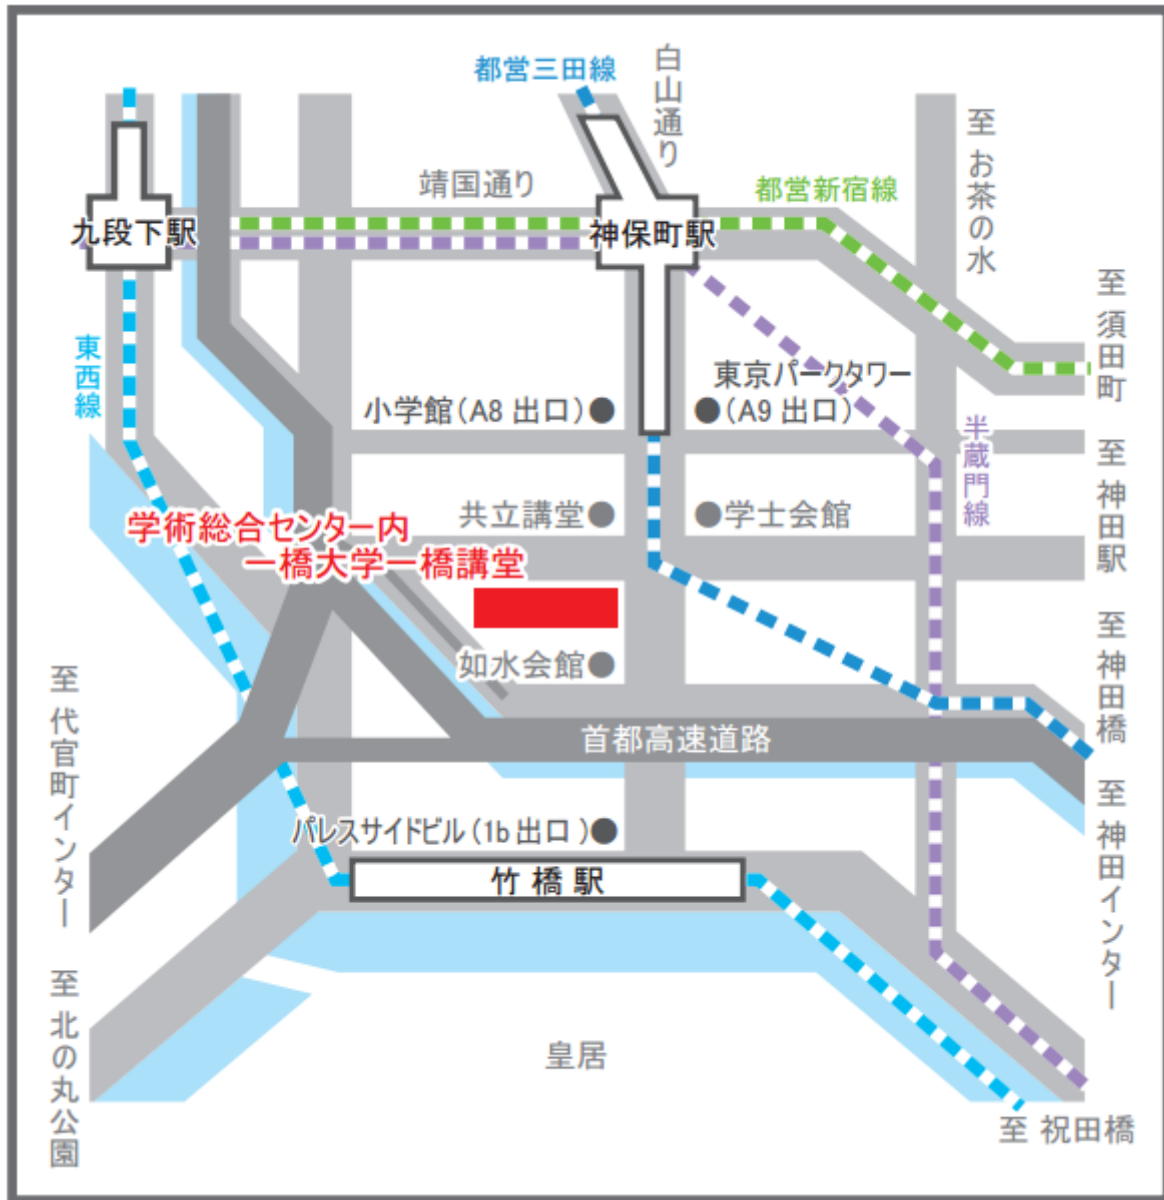 都営三田線
白山通り
至 お茶の水
靖国通り
都営新宿線
九段下駅
神保町駅
至 須田町
東西線
東京パークタワー
小学館(A8 出口)●
●(A9 出口)
半蔵門線
至 神田駅
共立講堂●
●学士会館
学術総合センター内
一橋大学一橋講堂
如水会館●
至 神田橋
至 代官町インター
首都高速道路
至 神田インター
パレスサイドビル(1b 出口)●
竹橋駅
至 北の丸公園
皇居
至 祝田橋